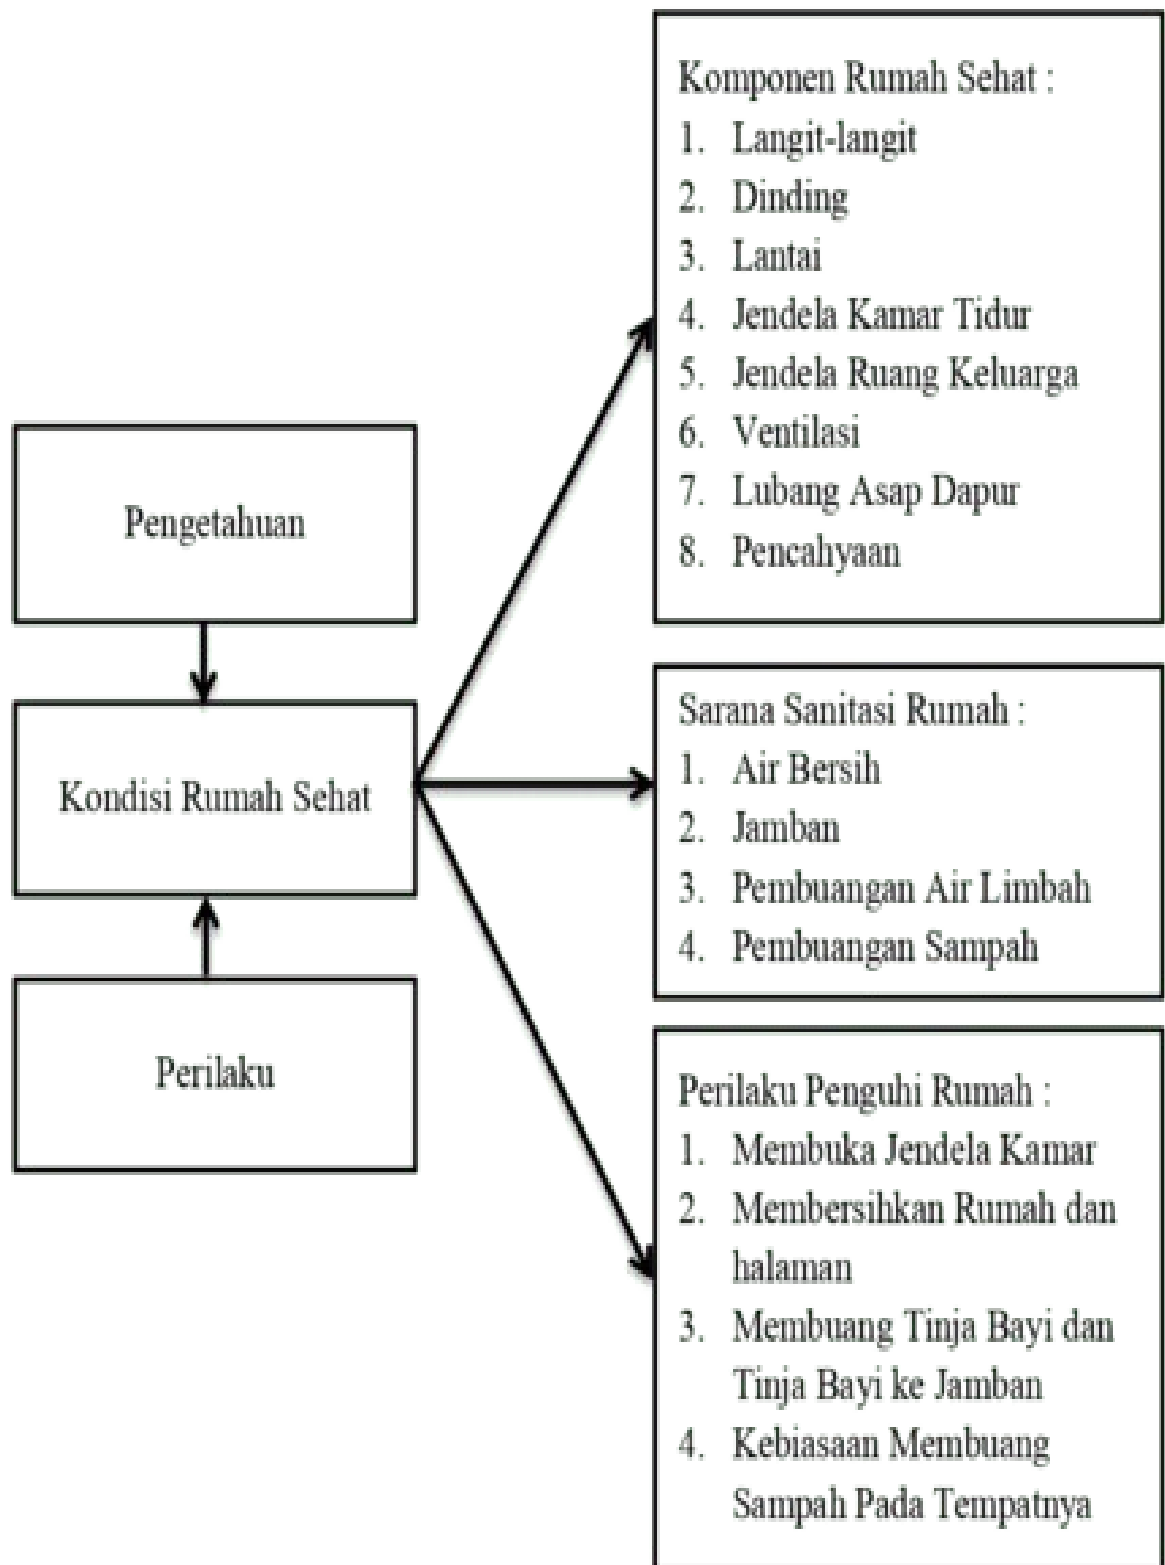 Pengetahuan
Kondisi Rumah Sehat
Perilaku
Komponen Rumah Sehat :
1. Langit-langit
2. Dinding
3. Lantai
4. Jendela Kamar Tidur
5. Jendela Ruang Keluarga
6. Ventilasi
7. Lubang Asap Dapur
8. Pencahyaan
Sarana Sanitasi Rumah :
1. Air Bersih
2. Jamban
3. Pembuangan Air Limbah
4. Pembuangan Sampah
Perilaku Penguhi Rumah :
1. Membuka Jendela Kamar
2. Membersihkan Rumah dan
halaman
3. Membuang Tinja Bayi dan
Tinja Bayi ke Jamban
4. Kebiasaan Membuang
Sampah Pada Tempatnya